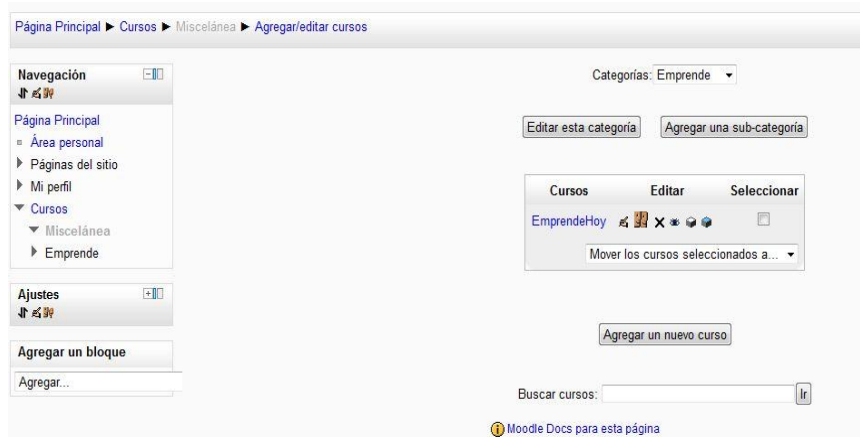 Página Principal ► Cursos ► Miscelánea ► Agregar/editar cursos
Navegación
Página Principal
Área personal
Páginas del sitio
Mi perfil
Cursos
Miscelánea
Emprende
Ajustes
Agregar un bloque
Agregar...
Categorías: Emprende
Editar esta categoría Agregar una sub-categoría
Cursos Editar Seleccionar
EmprendeHoy
Mover los cursos seleccionados a...
Agregar un nuevo curso
Buscar cursos: Ir
Moodle Docs para esta página